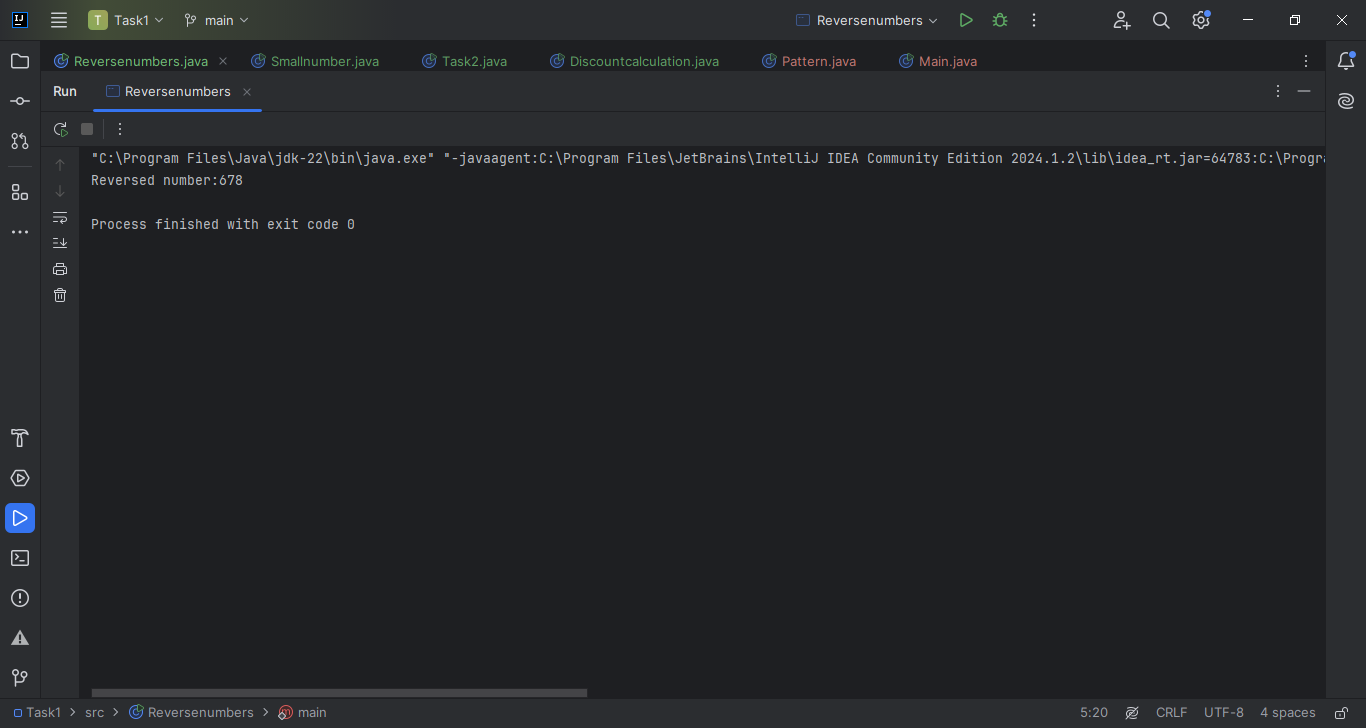 IJ
T Task1 main Reversenumbers
Reversenumbers.java Smallnumber.java Task2.java Discountcalculation.java Pattern.java Main.java
Run Reversenumbers
"C:\Program Files\Java\jdk-22\bin\java.exe" "-javaagent:C:\Program Files\JetBrains\IntelliJ IDEA Community Edition 2024.1.2\lib\idea_rt.jar=64783:C:\Progra
Reversed number:678
Process finished with exit code 0
Task1 > src > Reversenumbers > m main 5:20 CRLF UTF-8 4 spaces